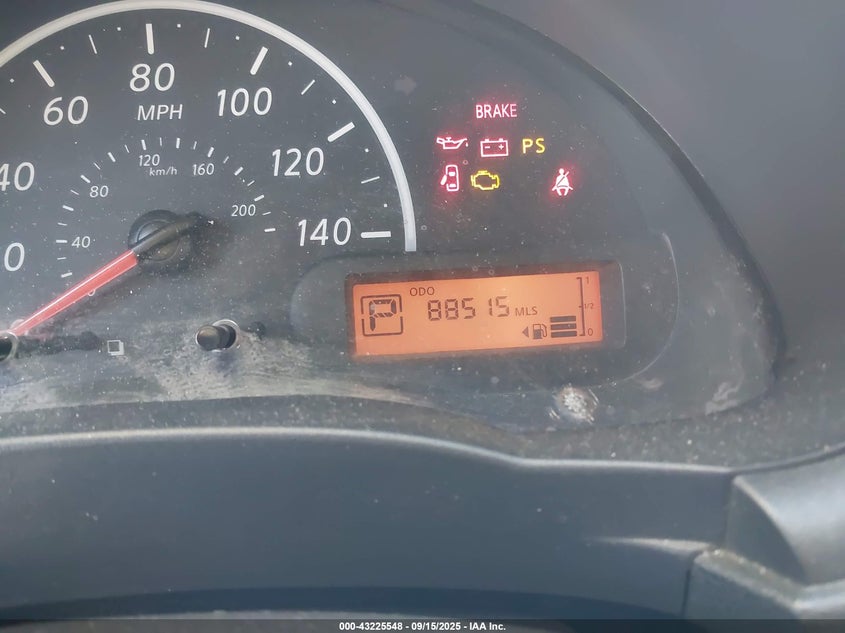 80
60 MPH 100
BRAKE
120 160
km/h
PS
40 80 120
200
40 140
0
ODO 1
P 88515 MLS 1/2
0
000-43225548 - 09/15/2025 - IAA Inc.